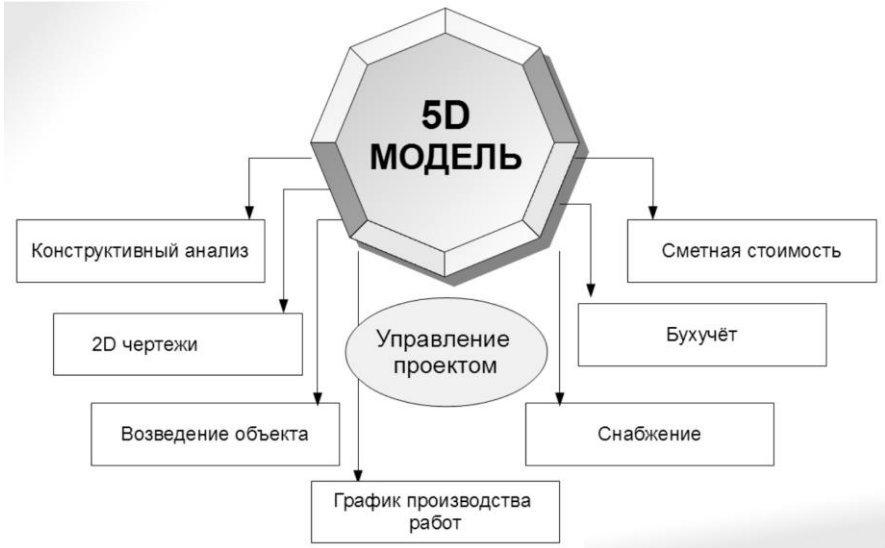 5D
МОДЕЛЬ
Конструктивный анализ
Сметная стоимость
2D чертежи
Управление
проектом
Бухучёт
Возведение объекта
Снабжение
График производства
работ